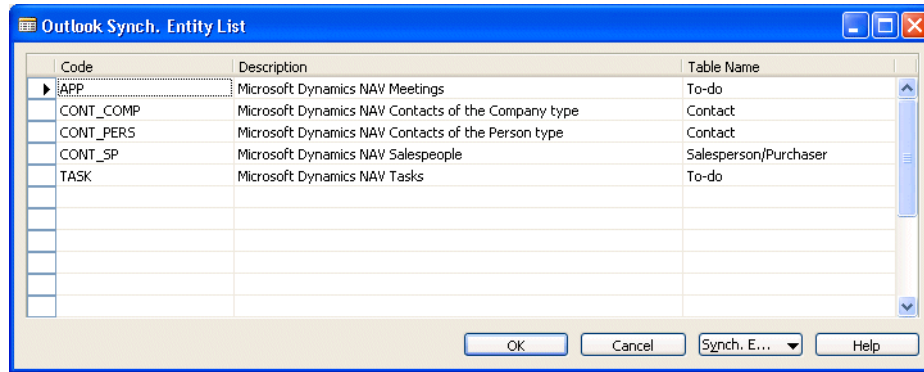 Outlook Synch. Entity List
Code Description Table Name
APP Microsoft Dynamics NAV Meetings To-do
CONT_COMP Microsoft Dynamics NAV Contacts of the Company type Contact
CONT_PERS Microsoft Dynamics NAV Contacts of the Person type Contact
CONT_SP Microsoft Dynamics NAV Salespeople Salesperson/Purchaser
TASK Microsoft Dynamics NAV Tasks To-do
OK Cancel Synch. E... Help